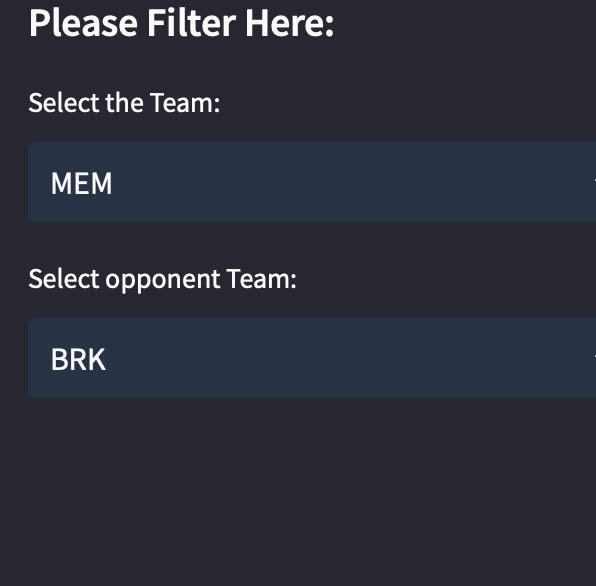 Please Filter Here:
Select the Team:
MEM
Select opponent Team:
BRK